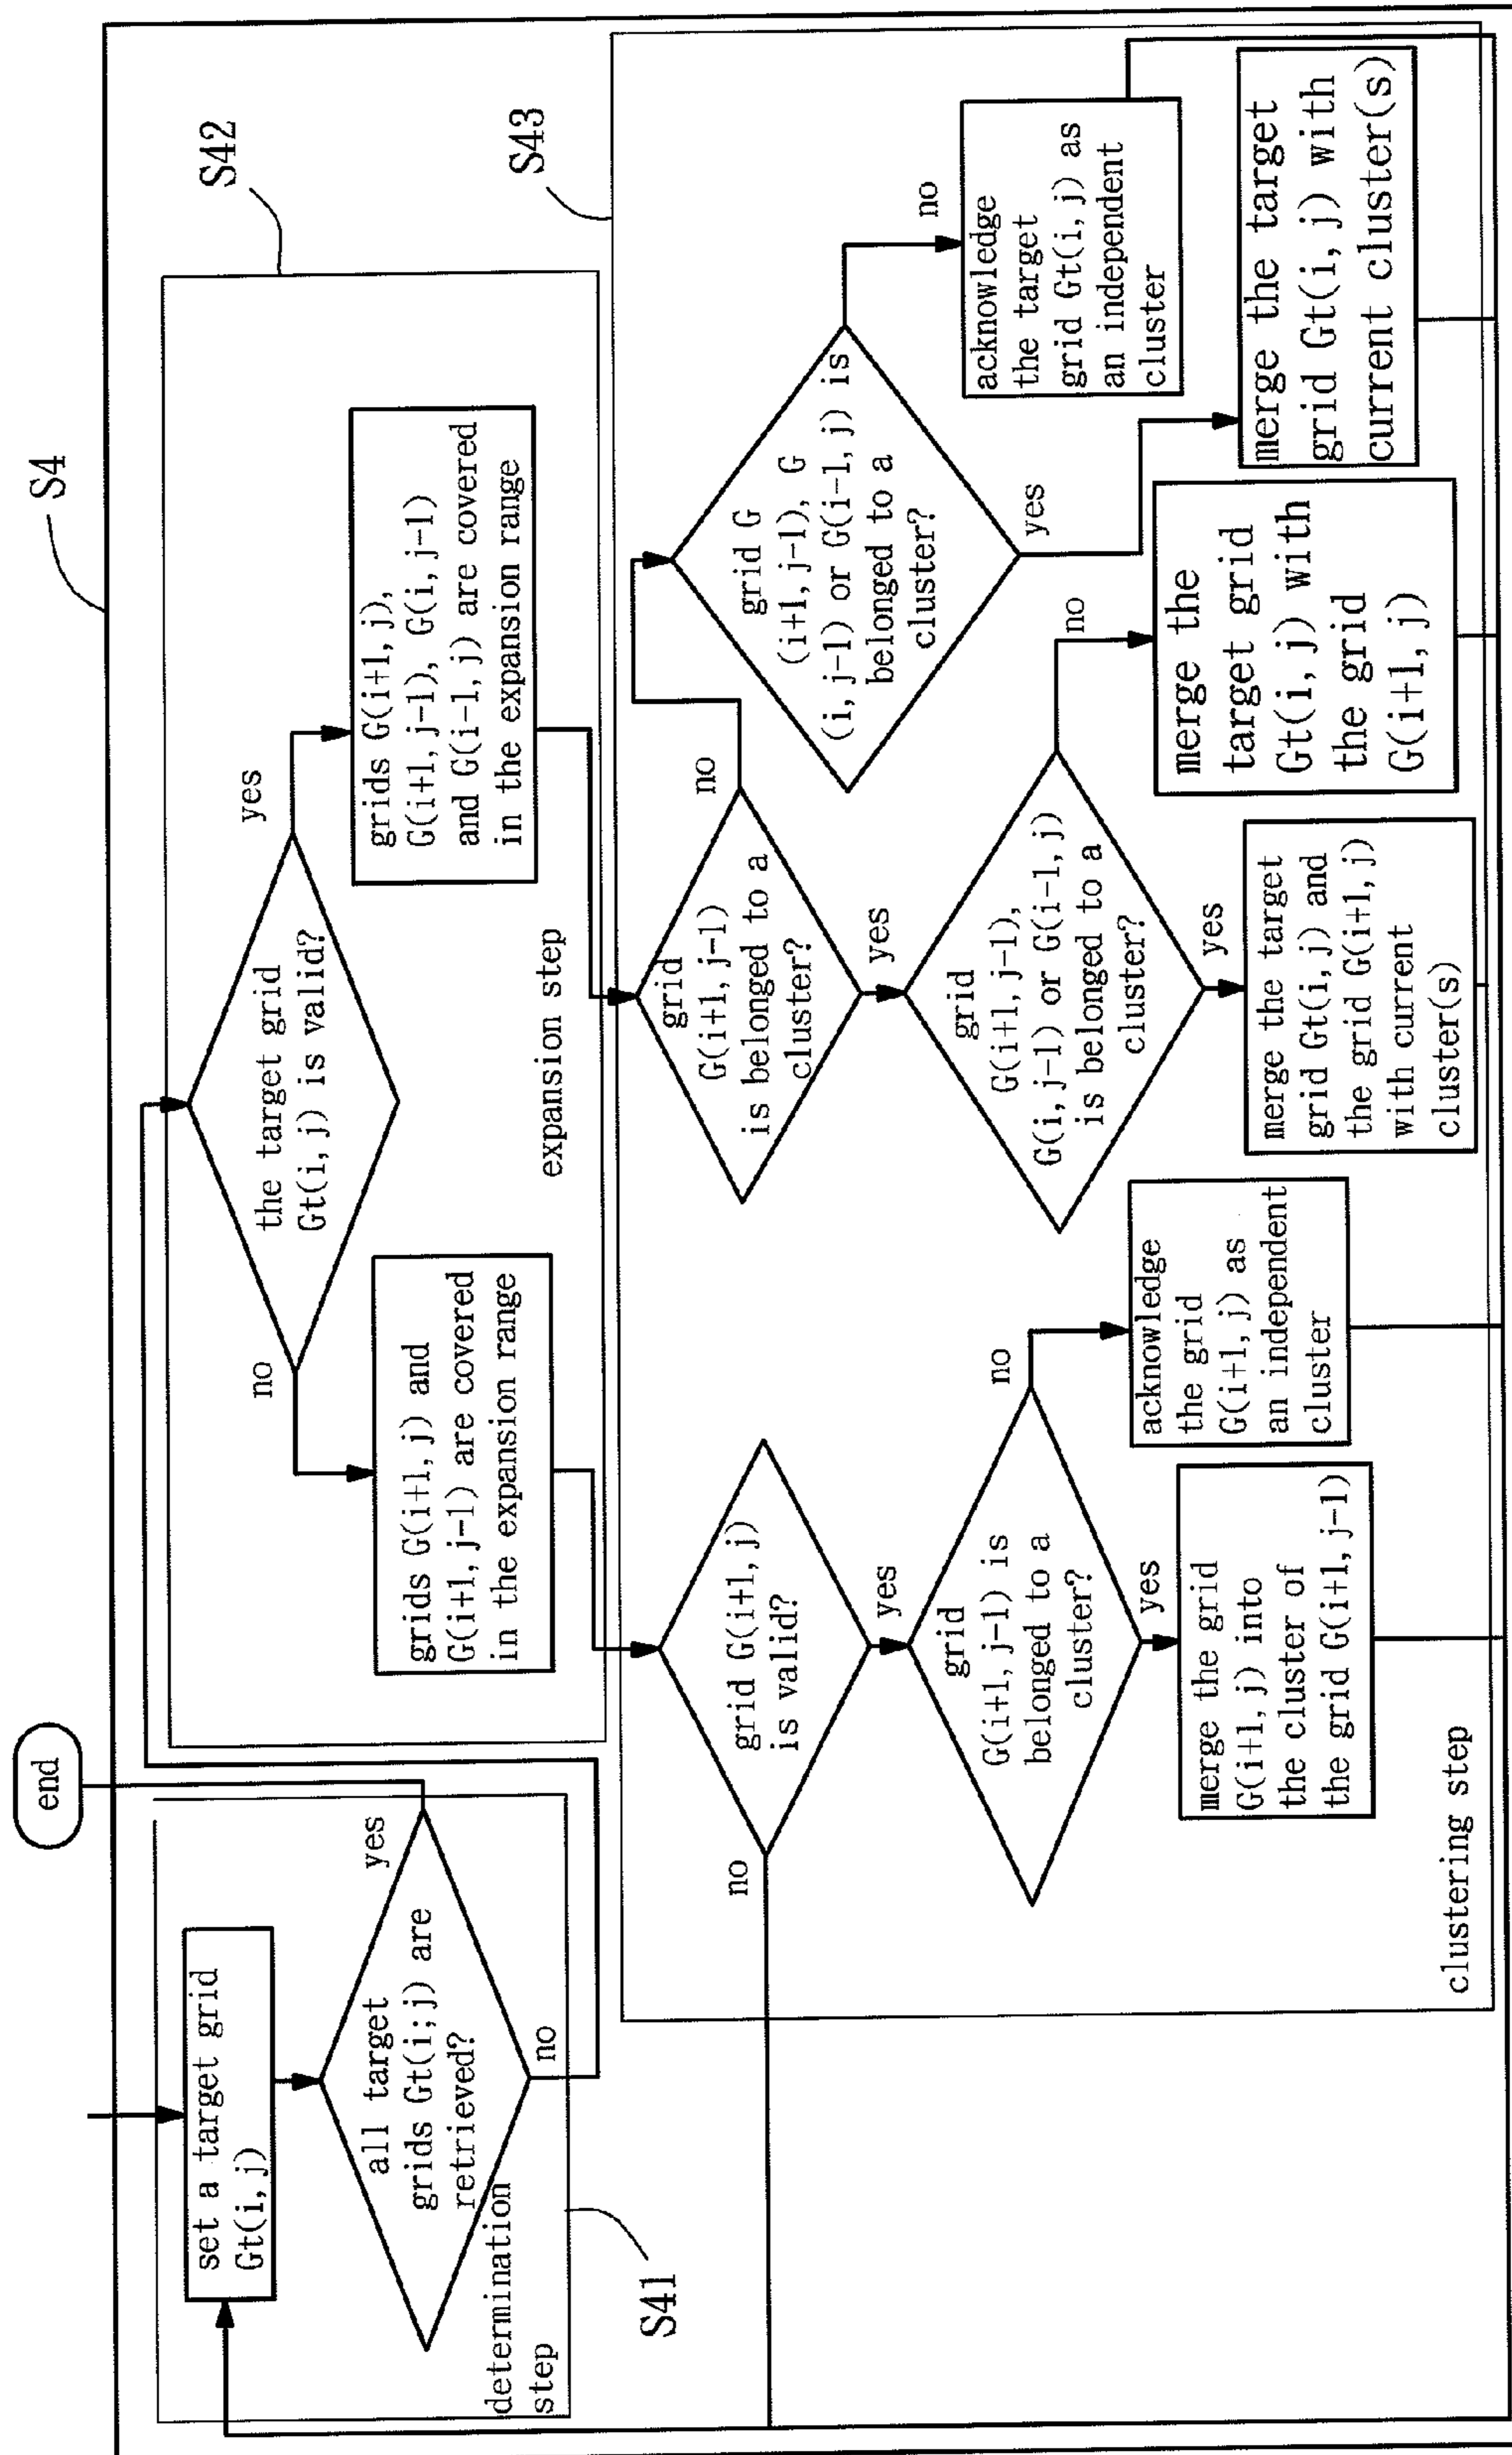 S4
end
set a target grid
Gt(i, j)
all target
grids Gt(i;j) are
retrieved?
yes
no
determination
step
S41
S42
the target grid
Gt(i, j) is valid?
no
yes
grids G(i+1, j) and
G(i+1, j-1) are covered
in the expansion range
grids G(i+1, j),
G(i+1, j-1), G(i, j-1)
and G(i-1, j) are covered
in the expansion range
expansion step
S43
grid G(i+1, j)
is valid?
no
yes
grid
G(i+1, j-1) is
belonged to a
cluster?
no
yes
merge the grid
G(i+1, j) into
the cluster of
the grid G(i+1, j-1)
acknowledge
the grid
G(i+1, j) as
an independent
cluster
grid
G(i+1, j-1)
is belonged to a
cluster?
no
yes
grid
G(i+1, j-1),
G(i, j-1) or G(i-1, j)
is belonged to a
cluster?
no
yes
merge the target
grid Gt(i, j) and
the grid G(i+1, j)
with current
cluster(s)
merge the
target grid
Gt(i, j) with
the grid
G(i+1, j)
grid G
(i+1, j-1), G
(i, j-1) or G(i-1, j) is
belonged to a
cluster?
no
yes
acknowledge
the target
grid Gt(i, j) as
an independent
cluster
merge the target
grid Gt(i, j) with
current cluster(s)
clustering step